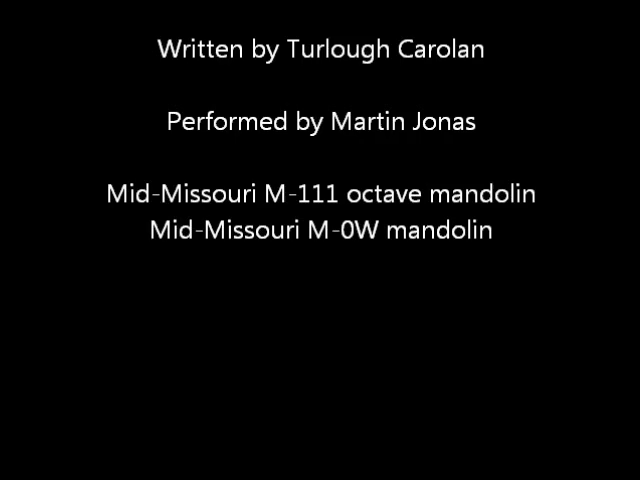 Written by Turlough Carolan
Performed by Martin Jonas
Mid-Missouri M-111 octave mandolin
Mid-Missouri M-0W mandolin